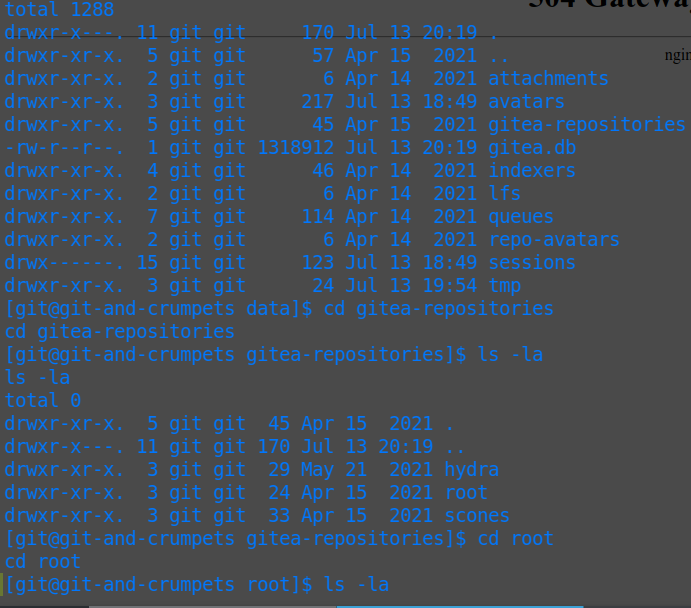 504 Gateway
total 1288
drwxr-x---. 11 git git     170 Jul 13 20:19 .
drwxr-xr-x.  5 git git      57 Apr 15  2021 ..
ngin
drwxr-xr-x.  2 git git       6 Apr 14  2021 attachments
drwxr-xr-x.  3 git git     217 Jul 13 18:49 avatars
drwxr-xr-x.  5 git git      45 Apr 15  2021 gitea-repositories
-rw-r--r--.  1 git git 1318912 Jul 13 20:19 gitea.db
drwxr-xr-x.  4 git git      46 Apr 14  2021 indexers
drwxr-xr-x.  2 git git       6 Apr 14  2021 lfs
drwxr-xr-x.  7 git git     114 Apr 14  2021 queues
drwxr-xr-x.  2 git git       6 Apr 14  2021 repo-avatars
drwx------. 15 git git     123 Jul 13 18:49 sessions
drwxr-xr-x.  3 git git      24 Jul 13 19:54 tmp
[git@git-and-crumpets data]$ cd gitea-repositories
cd gitea-repositories
[git@git-and-crumpets gitea-repositories]$ ls -la
ls -la
total 0
drwxr-xr-x.  5 git git  45 Apr 15  2021 .
drwxr-x---. 11 git git 170 Jul 13 20:19 ..
drwxr-xr-x.  3 git git  29 May 21  2021 hydra
drwxr-xr-x.  3 git git  24 Apr 15  2021 root
drwxr-xr-x.  3 git git  33 Apr 15  2021 scones
[git@git-and-crumpets gitea-repositories]$ cd root
cd root
[git@git-and-crumpets root]$ ls -la